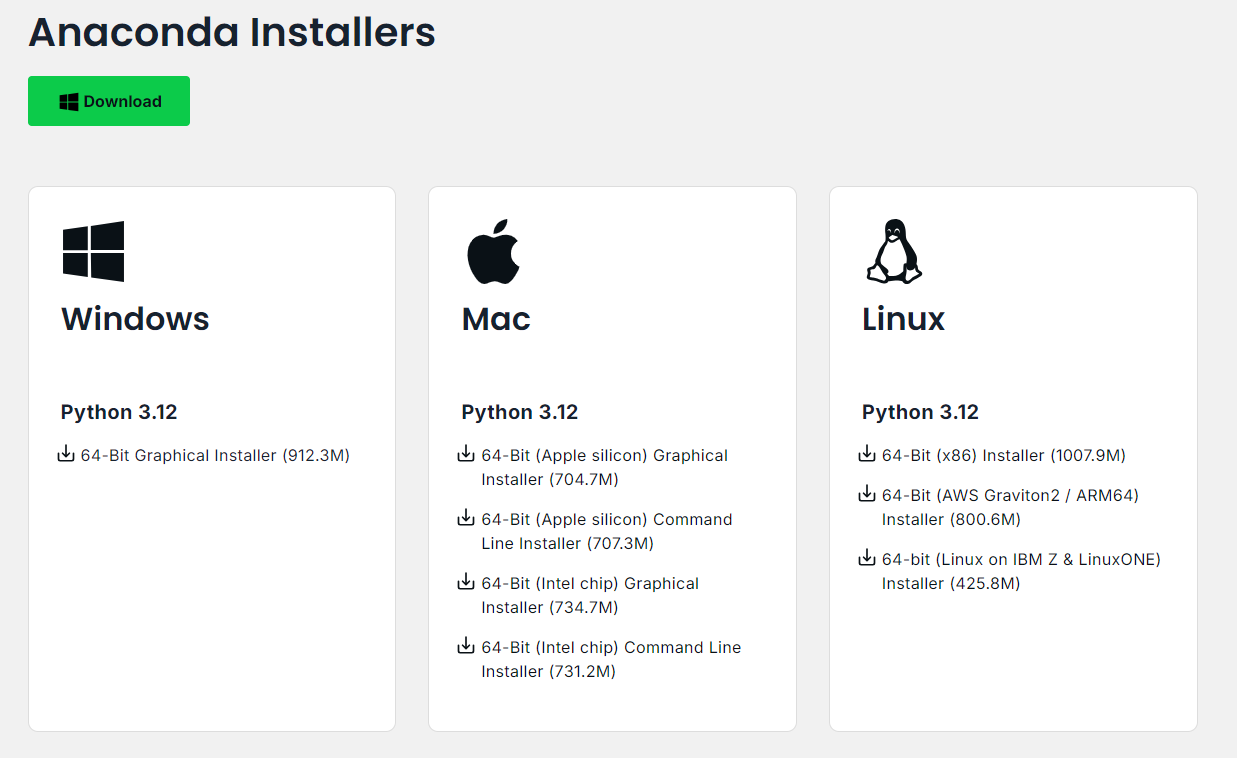 Anaconda Installers
Download
Windows
Python 3.12
64-Bit Graphical Installer (912.3M)
Mac
Python 3.12
64-Bit (Apple silicon) Graphical
Installer (704.7M)
64-Bit (Apple silicon) Command
Line Installer (707.3M)
64-Bit (Intel chip) Graphical
Installer (734.7M)
64-Bit (Intel chip) Command Line
Installer (731.2M)
Linux
Python 3.12
64-Bit (x86) Installer (1007.9M)
64-Bit (AWS Graviton2 / ARM64)
Installer (800.6M)
64-bit (Linux on IBM Z & LinuxONE)
Installer (425.8M)